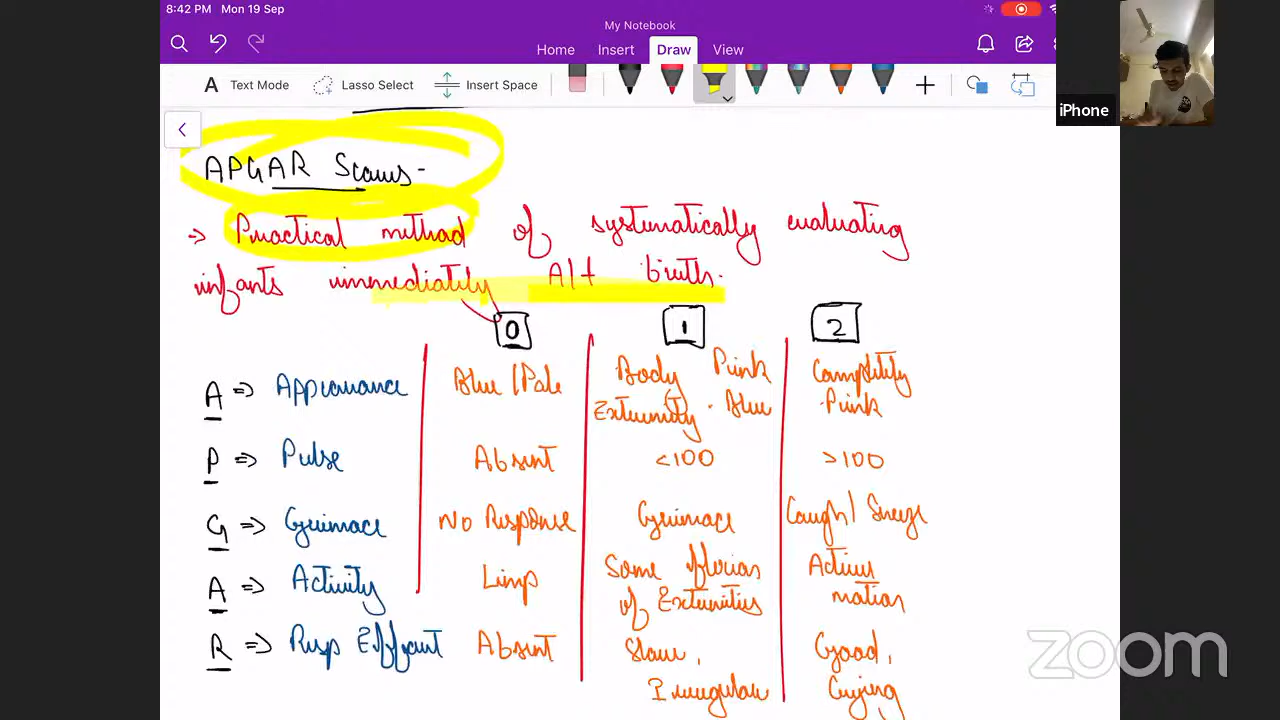 8:42 PM Mon 19 Sep
My Notebook
Home Insert Draw View
A Text Mode Lasso Select Insert Space
iPhone
APGAR Scores-
=> Practical method of systematically evaluating
infants immediately A/t birth.
0 1 2
A => Appearance Blue/Pale Body Pink Completely
Extremity Blue Pink
P => Pulse Absent <100 >100
G => Grimace No Response Grimace Cough/Sneeze
A => Activity Limp Some flexion Active
of Extremities motion
R => Resp Effort Absent Slow, Good,
Irregular Crying
zoom